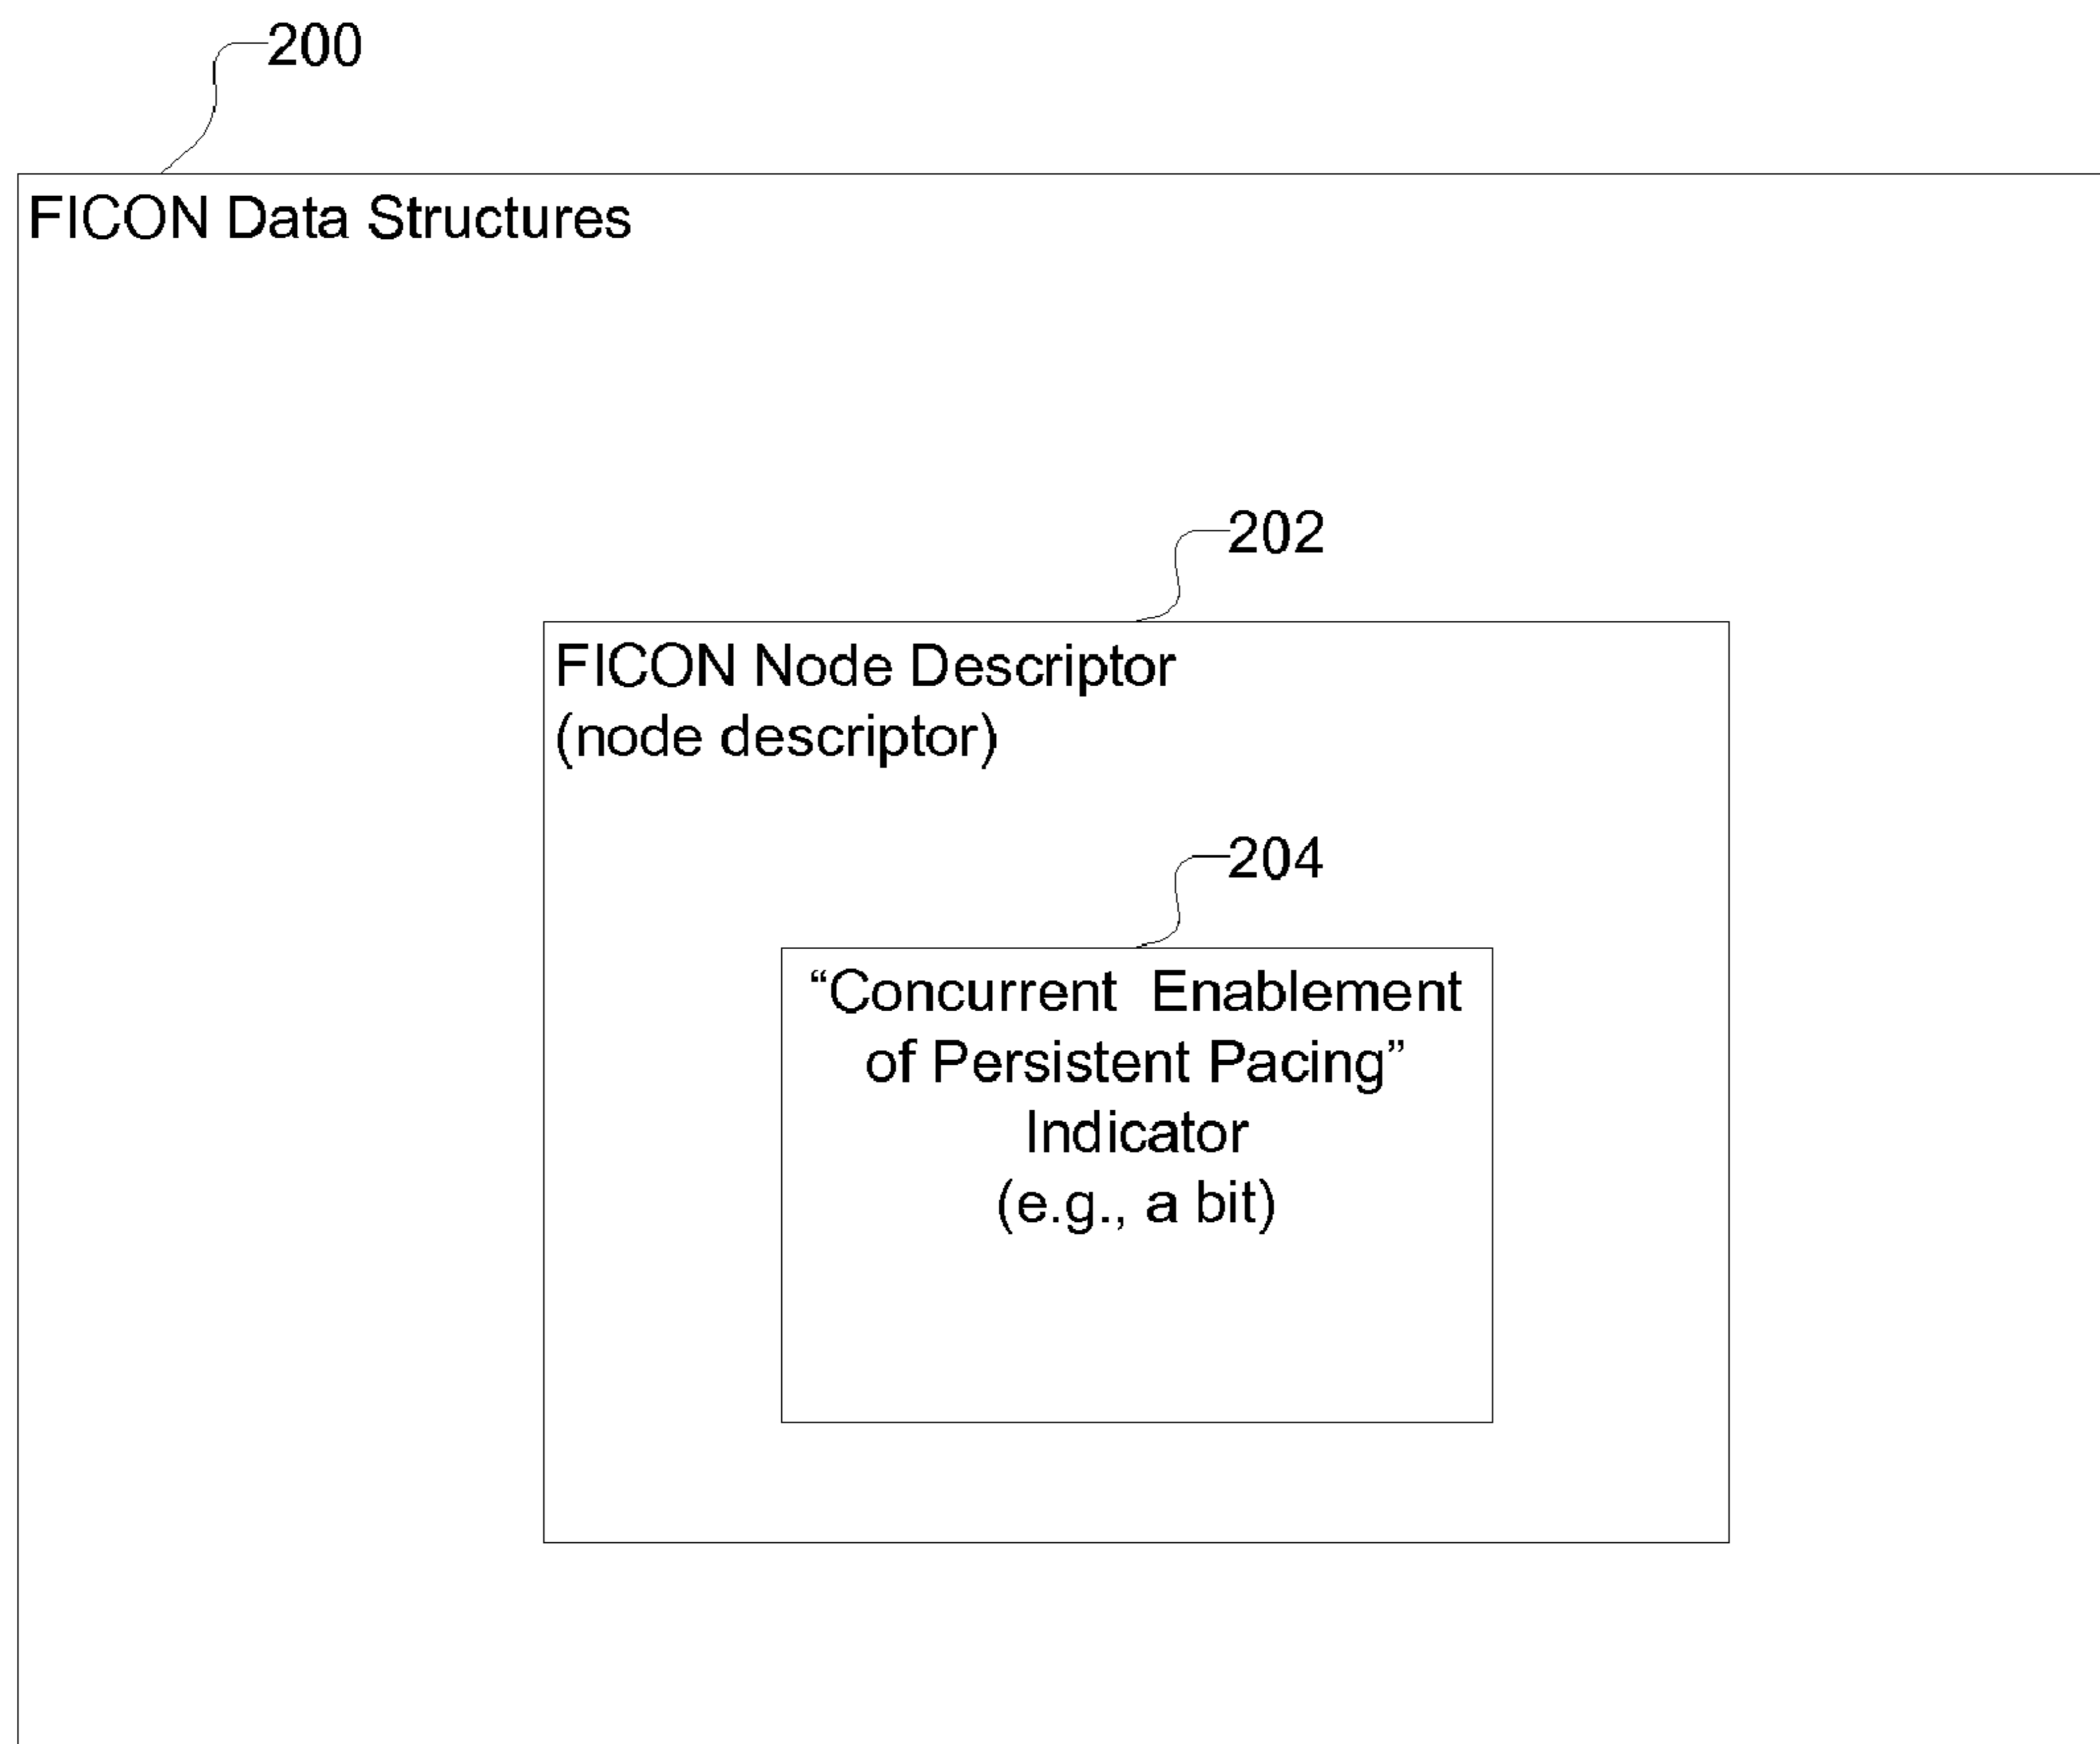 200
FICON Data Structures
202
FICON Node Descriptor
(node descriptor)
204
“Concurrent Enablement
of Persistent Pacing”
Indicator
(e.g., a bit)